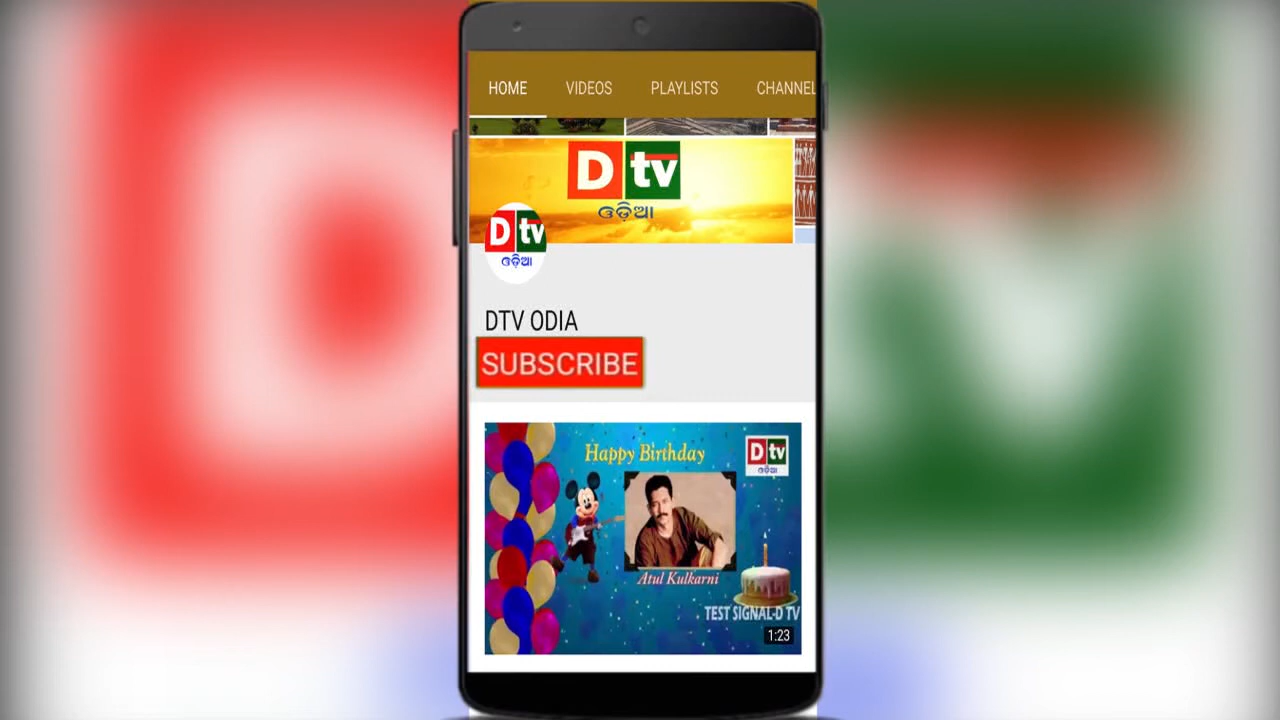 HOME VIDEOS PLAYLISTS CHANNEL
D tv
ଓଡ଼ିଆ
D tv
ଓଡ଼ିଆ
DTV ODIA
SUBSCRIBE
Happy Birthday
D tv
ଓଡ଼ିଆ
Atul Kulkarni
TEST SIGNAL-D TV
1:23